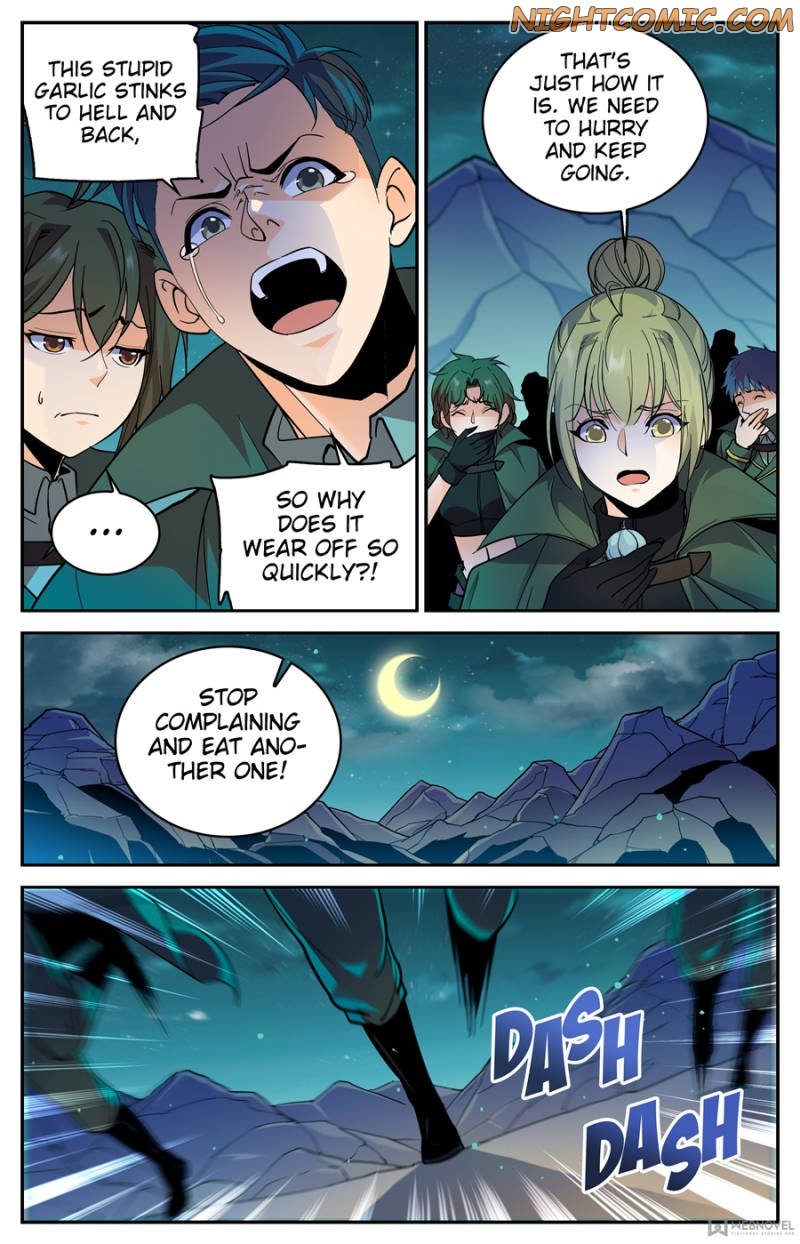 NIGHTCOMIC.COM
THIS STUPID
GARLIC STINKS
TO HELL AND
BACK,
...
SO WHY
DOES IT
WEAR OFF SO
QUICKLY?!
THAT'S
JUST HOW IT
IS. WE NEED
TO HURRY
AND KEEP
GOING.
STOP
COMPLAINING
AND EAT ANO-
THER ONE!
DASH
DASH
WEBNOVEL